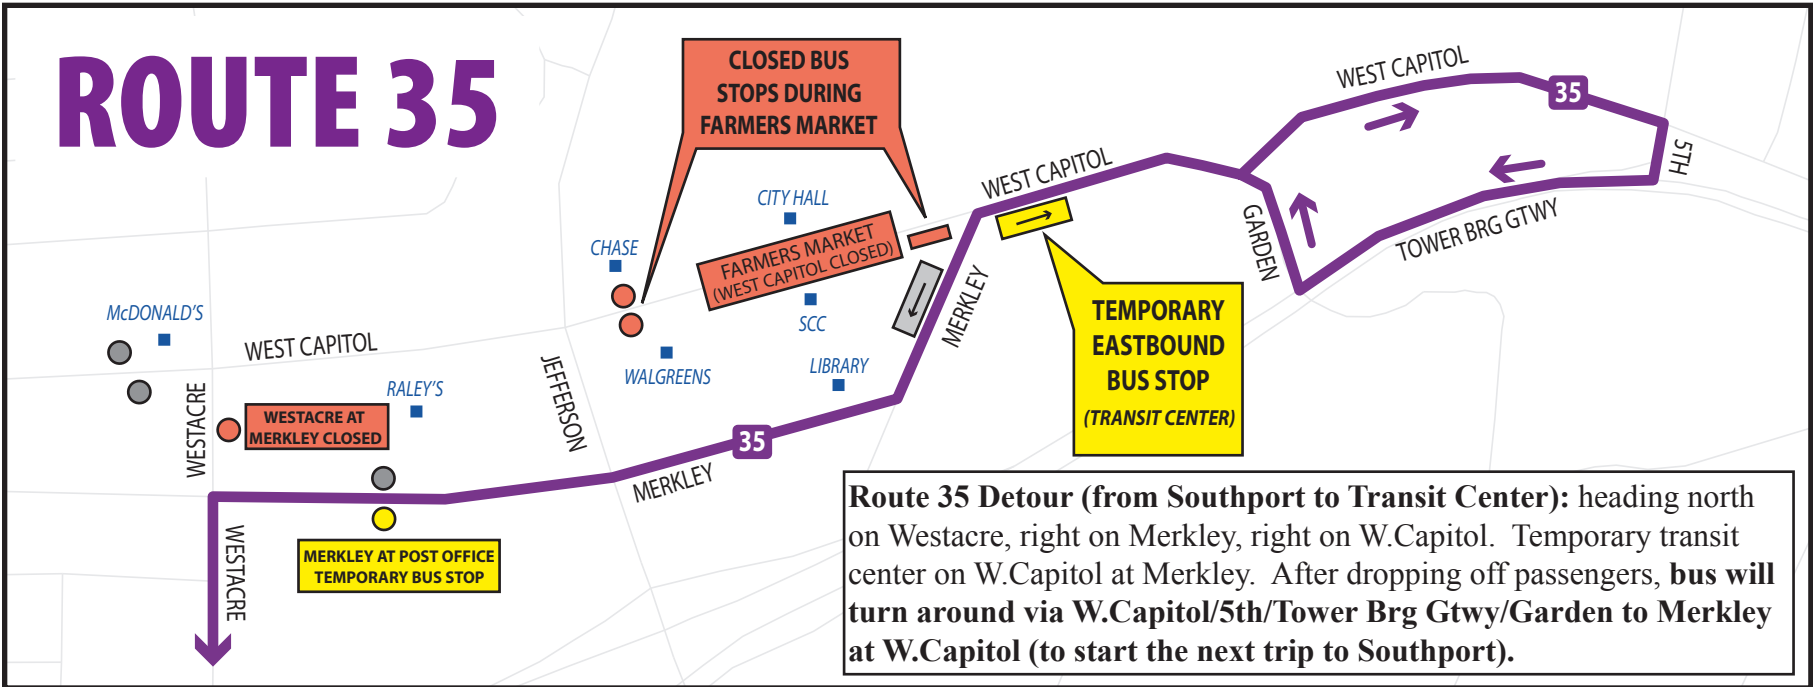 ROUTE 35
CLOSED BUS
STOPS DURING
FARMERS MARKET
WEST CAPITOL
35
5TH
WEST CAPITOL
CITY HALL
GARDEN
TOWER BRG GTWY
CHASE
FARMERS MARKET
(WEST CAPITOL CLOSED)
MERKLEY
McDONALD'S
SCC
TEMPORARY
EASTBOUND
BUS STOP
(TRANSIT CENTER)
WEST CAPITOL
WALGREENS
LIBRARY
JEFFERSON
RALEY'S
WESTACRE
WESTACRE AT
MERKLEY CLOSED
35
MERKLEY
WESTACRE
MERKLEY AT POST OFFICE
TEMPORARY BUS STOP
Route 35 Detour (from Southport to Transit Center): heading north
on Westacre, right on Merkley, right on W.Capitol.  Temporary transit
center on W.Capitol at Merkley.  After dropping off passengers, bus will
turn around via W.Capitol/5th/Tower Brg Gtwy/Garden to Merkley
at W.Capitol (to start the next trip to Southport).